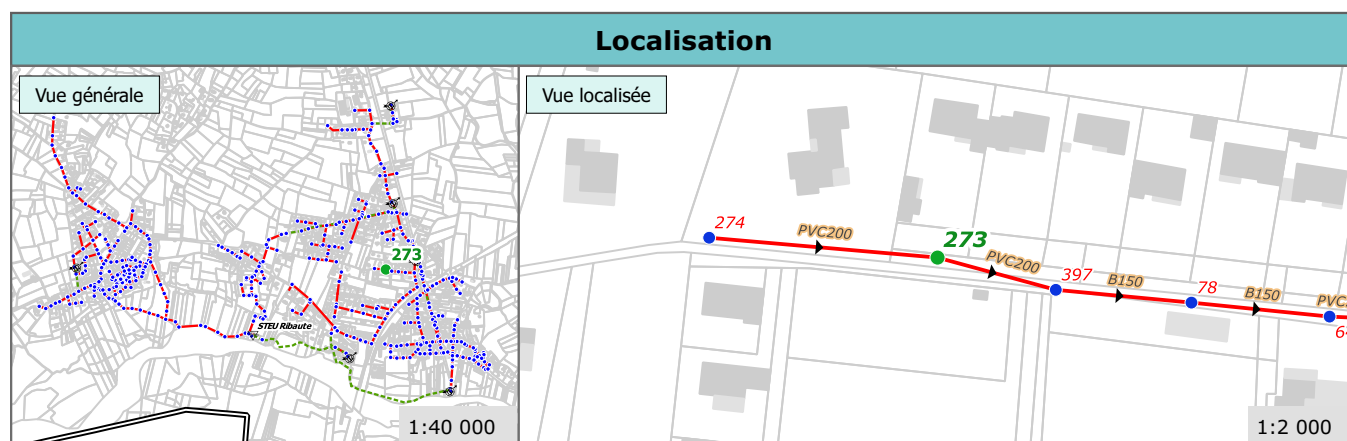 Localisation
Vue générale
273
STEU Ribaute
1:40 000
Vue localisée
274
PVC200
273
PVC200
397
B150
78
B150
1:2 000